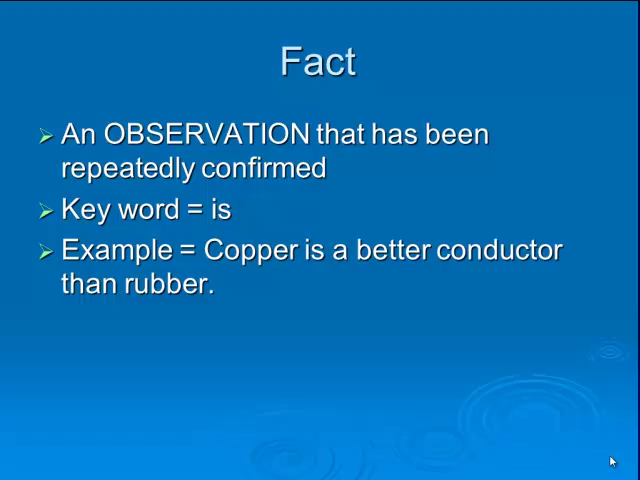 Fact
An OBSERVATION that has been
repeatedly confirmed
Key word = is
Example = Copper is a better conductor
than rubber.